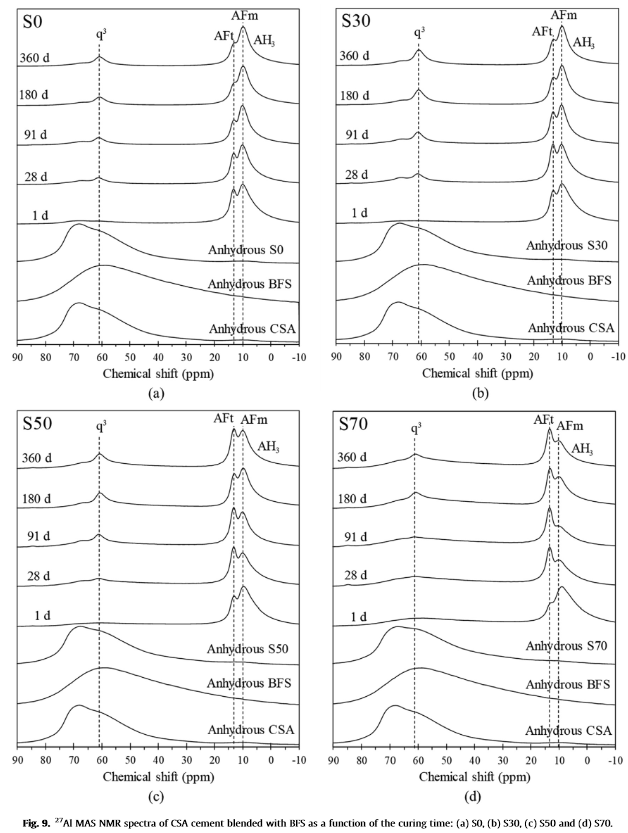 S0
q³
AFm
AFt
AH₃
360 d
180 d
91 d
28 d
1 d
Anhydrous S0
Anhydrous BFS
Anhydrous CSA
90 80 70 60 50 40 30 20 10 0 -10
Chemical shift (ppm)
(a)
S30
q³
AFm
AFt
AH₃
360 d
180 d
91 d
28 d
1 d
Anhydrous S30
Anhydrous BFS
Anhydrous CSA
90 80 70 60 50 40 30 20 10 0 -10
Chemical shift (ppm)
(b)
S50
q³
AFt AFm
AH₃
360 d
180 d
91 d
28 d
1 d
Anhydrous S50
Anhydrous BFS
Anhydrous CSA
90 80 70 60 50 40 30 20 10 0 -10
Chemical shift (ppm)
(c)
S70
q³
AFt
AFm
AH₃
360 d
180 d
91 d
28 d
1 d
Anhydrous S70
Anhydrous BFS
Anhydrous CSA
90 80 70 60 50 40 30 20 10 0 -10
Chemical shift (ppm)
(d)
Fig. 9. ²⁷Al MAS NMR spectra of CSA cement blended with BFS as a function of the curing time: (a) S0, (b) S30, (c) S50 and (d) S70.